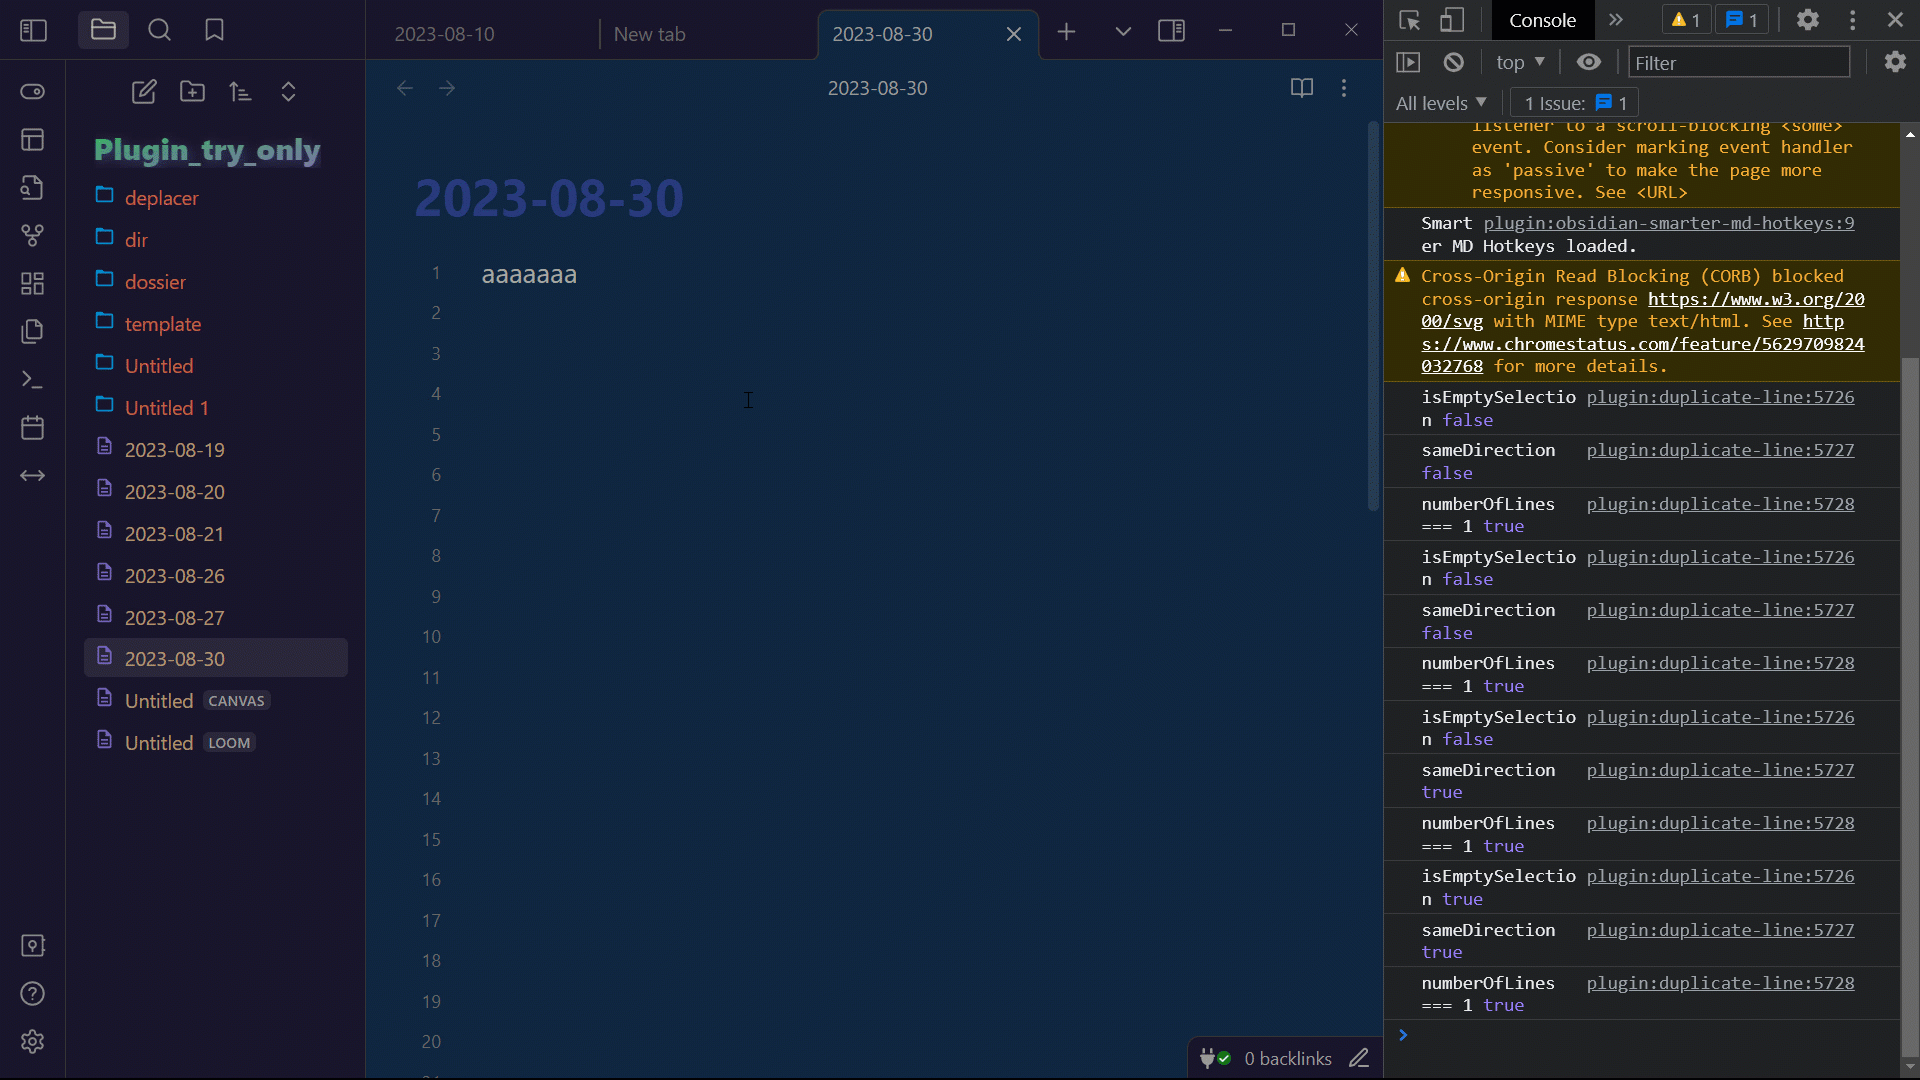 2023-08-10
New tab
2023-08-30
2023-08-30
Plugin_try_only
deplacer
dir
dossier
template
Untitled
Untitled 1
2023-08-19
2023-08-20
2023-08-21
2023-08-26
2023-08-27
2023-08-30
Untitled CANVAS
Untitled LOOM
2023-08-30
1 aaaaaaa
2
3
4
5
6
7
8
9
10
11
12
13
14
15
16
17
18
19
20
0 backlinks
Console
1
1
top
Filter
All levels
1 Issue: 1
listener to a scroll-blocking <some>
event. Consider marking event handler
as 'passive' to make the page more
responsive. See <URL>
Smart plugin:obsidian-smarter-md-hotkeys:9
er MD Hotkeys loaded.
Cross-Origin Read Blocking (CORB) blocked
cross-origin response https://www.w3.org/20
00/svg with MIME type text/html. See http
s://www.chromestatus.com/feature/5629709824
032768 for more details.
isEmptySelectio plugin:duplicate-line:5726
n false
sameDirection plugin:duplicate-line:5727
false
numberOfLines plugin:duplicate-line:5728
=== 1 true
isEmptySelectio plugin:duplicate-line:5726
n false
sameDirection plugin:duplicate-line:5727
false
numberOfLines plugin:duplicate-line:5728
=== 1 true
isEmptySelectio plugin:duplicate-line:5726
n false
sameDirection plugin:duplicate-line:5727
true
numberOfLines plugin:duplicate-line:5728
=== 1 true
isEmptySelectio plugin:duplicate-line:5726
n true
sameDirection plugin:duplicate-line:5727
true
numberOfLines plugin:duplicate-line:5728
=== 1 true